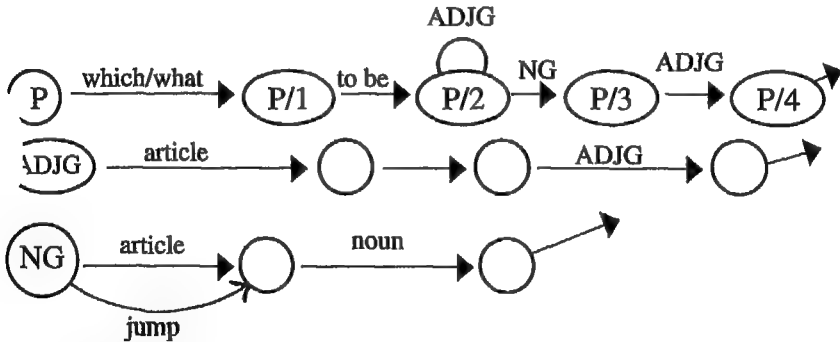 ADJG
which/what to be NG ADJG
P P/1 P/2 P/3 P/4
article ADJG
ADJG
article noun
NG
jump